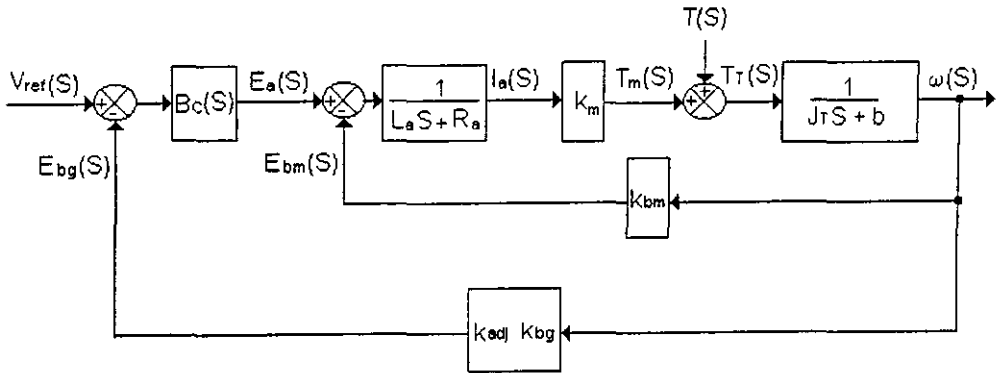 T(S)
Vref(S)
+
-
Bc(S)
Ea(S)
+
-
1
LaS+Ra
Ia(S)
km
Tm(S)
+
+
TT(S)
1
JTS+b
ω(S)
Ebg(S)
Ebm(S)
kbm
kadj kbg